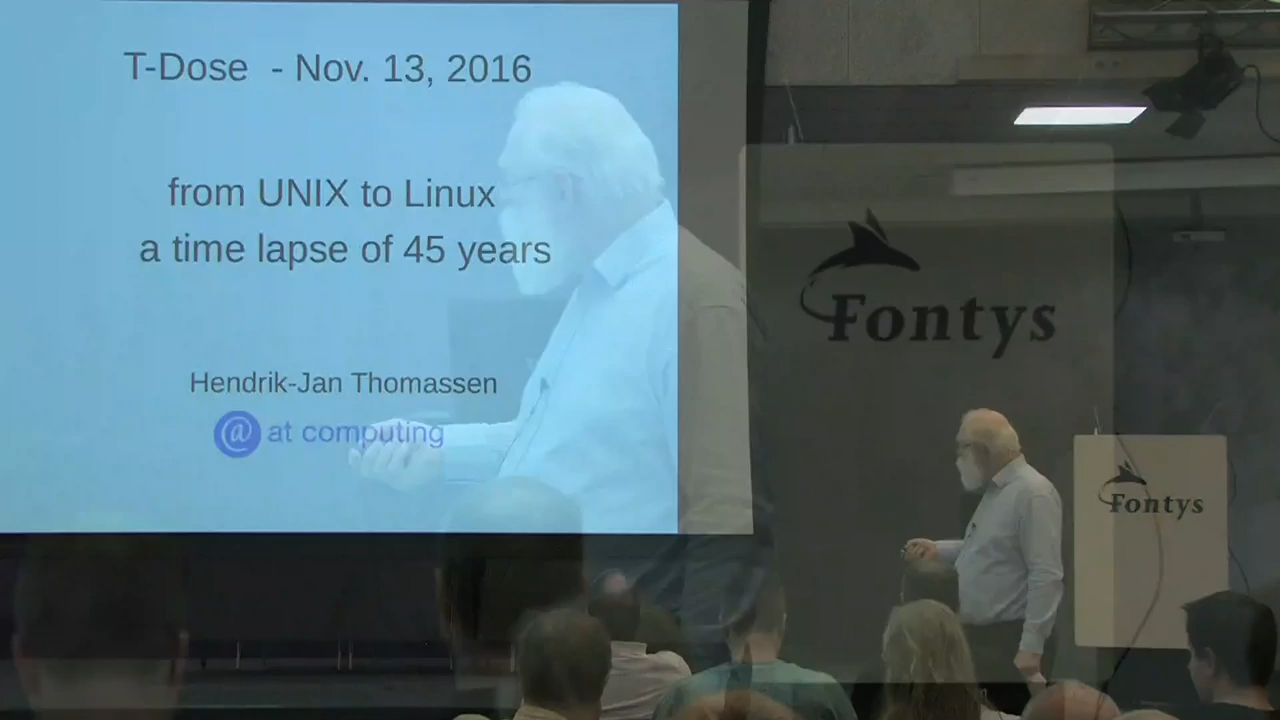 T-Dose - Nov. 13, 2016
from UNIX to Linux
a time lapse of 45 years
Hendrik-Jan Thomassen
@ at computing
Fontys
Fontys